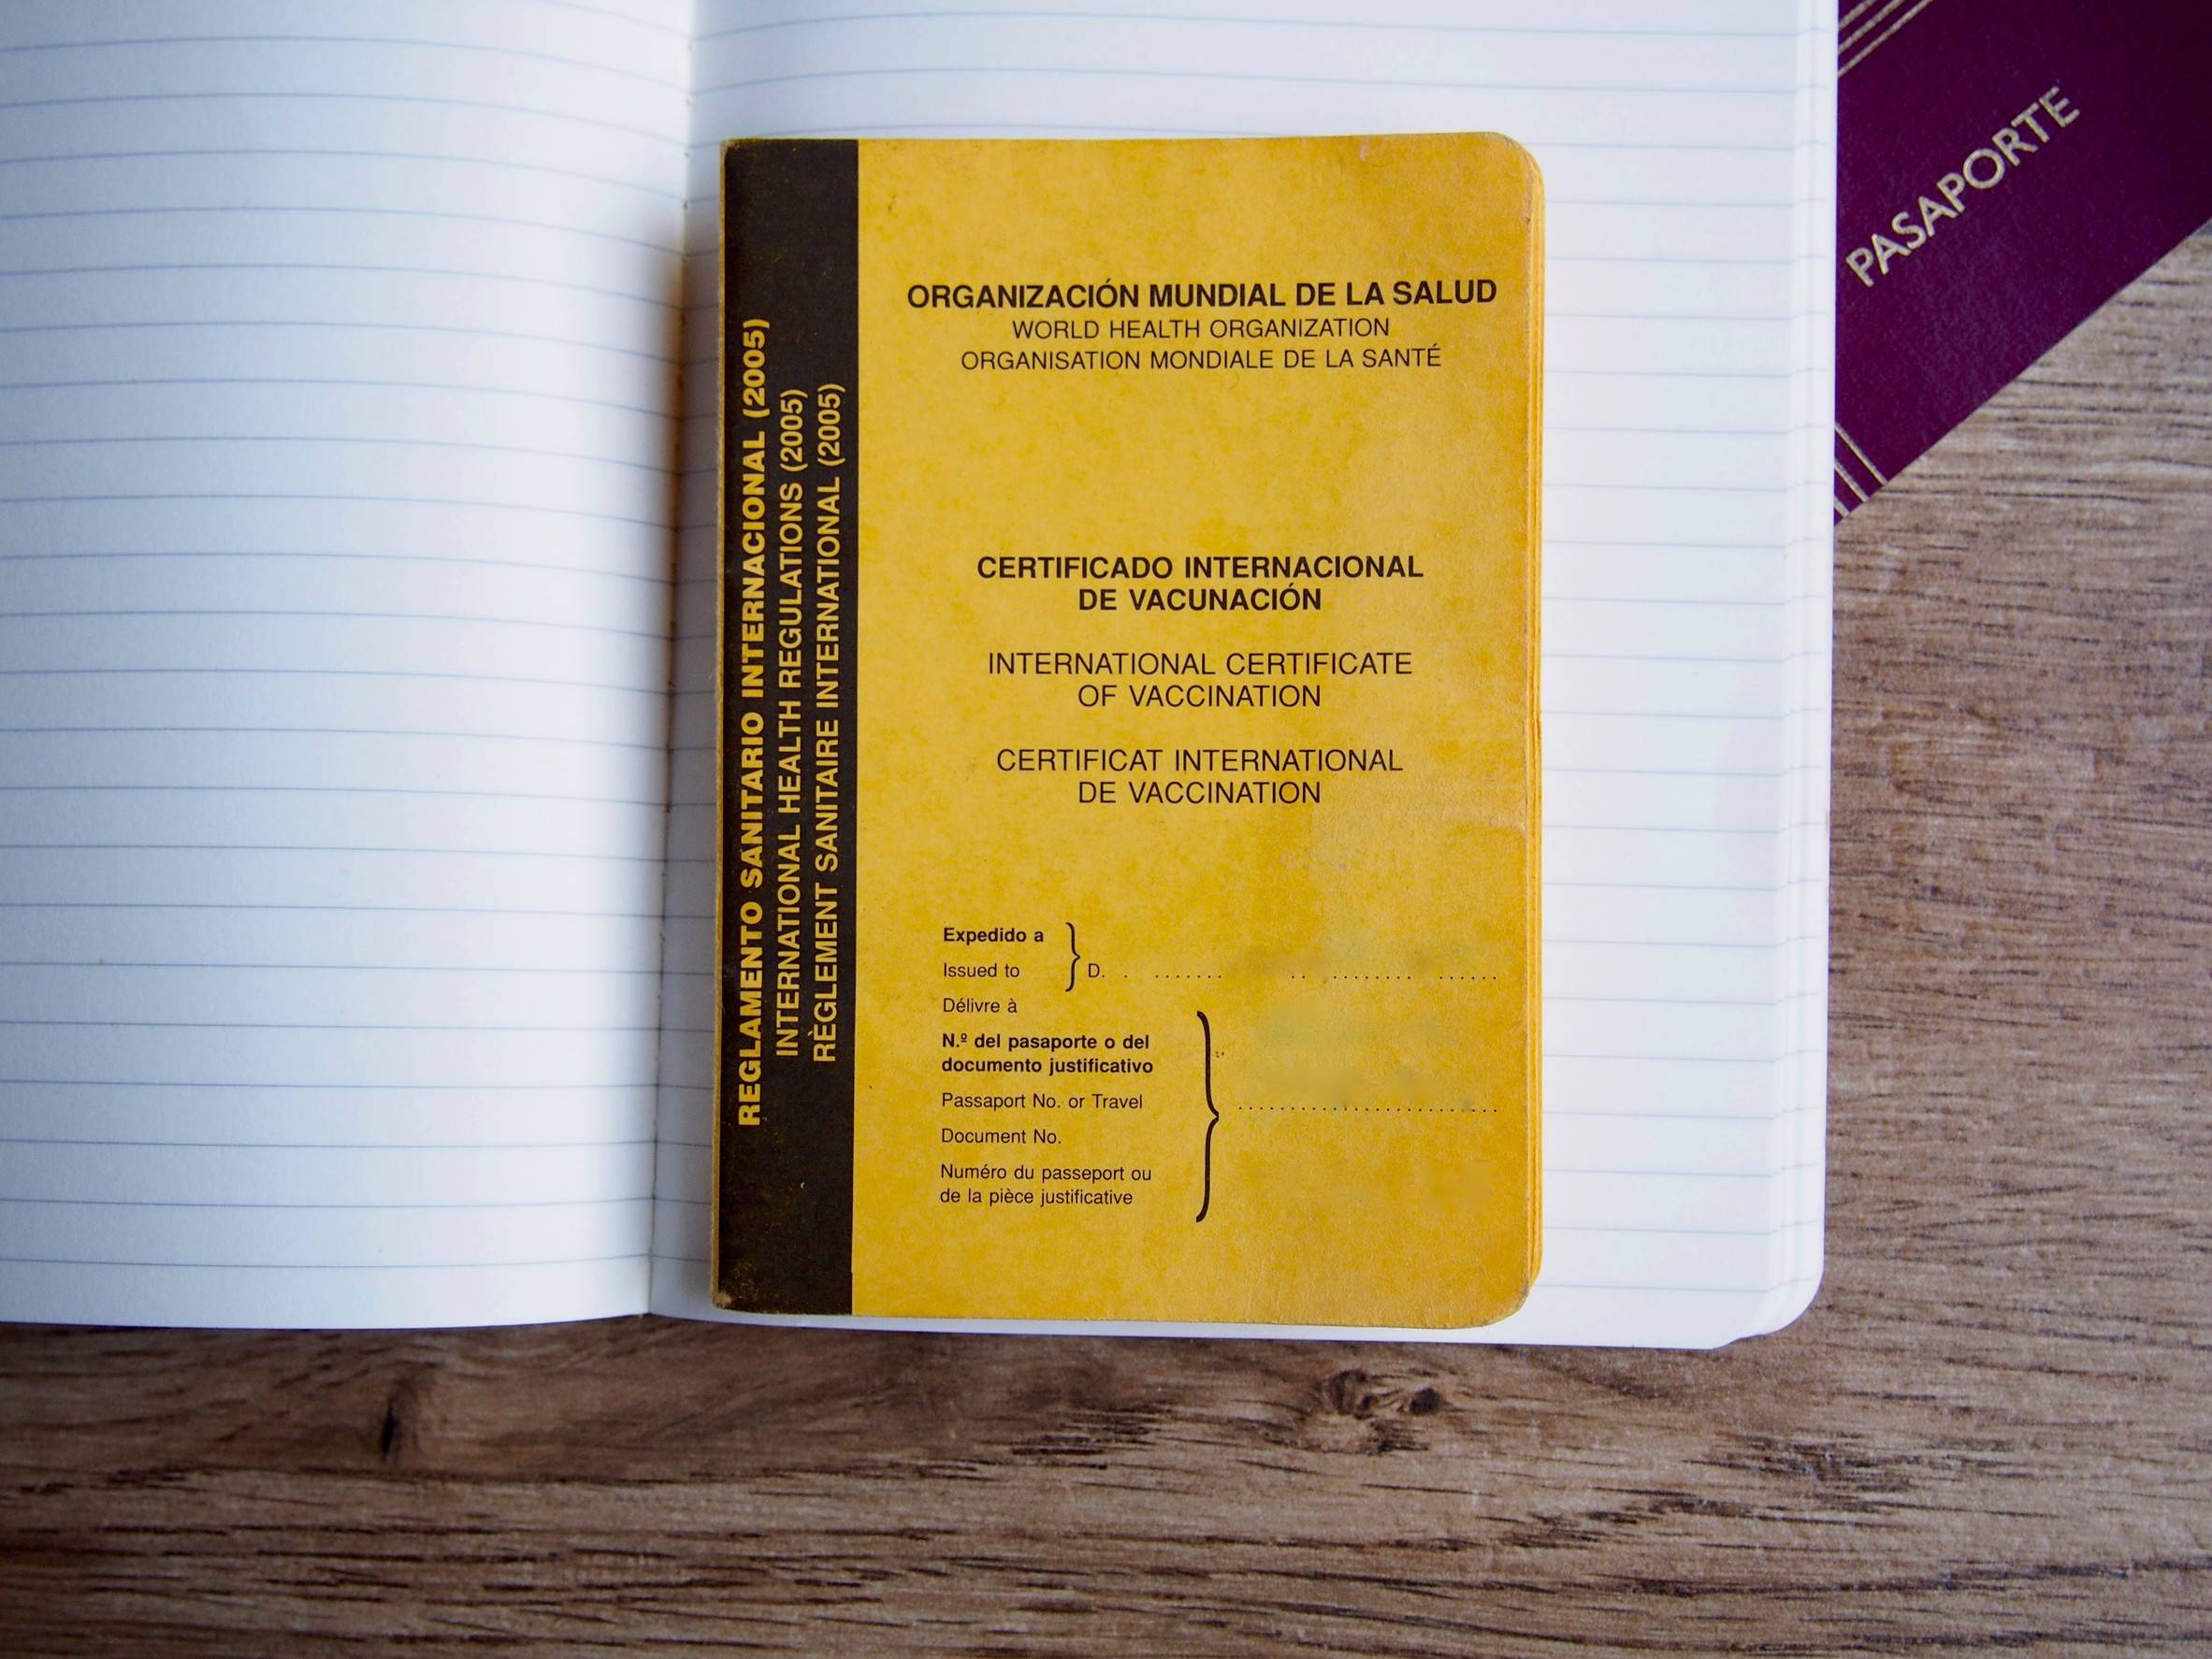 REGLAMENTO SANITARIO INTERNACIONAL (2005)
INTERNATIONAL HEALTH REGULATIONS (2005)
RÈGLEMENT SANITAIRE INTERNATIONAL (2005)
ORGANIZACIÓN MUNDIAL DE LA SALUD
WORLD HEALTH ORGANIZATION
ORGANISATION MONDIALE DE LA SANTÉ
CERTIFICADO INTERNACIONAL
DE VACUNACIÓN
INTERNATIONAL CERTIFICATE
OF VACCINATION
CERTIFICAT INTERNATIONAL
DE VACCINATION
Expedido a
Issued to
D.
Délivre à
N.º del pasaporte o del
documento justificativo
Passaport No. or Travel
Document No.
Numéro du passeport ou
de la pièce justificative
PASAPORTE